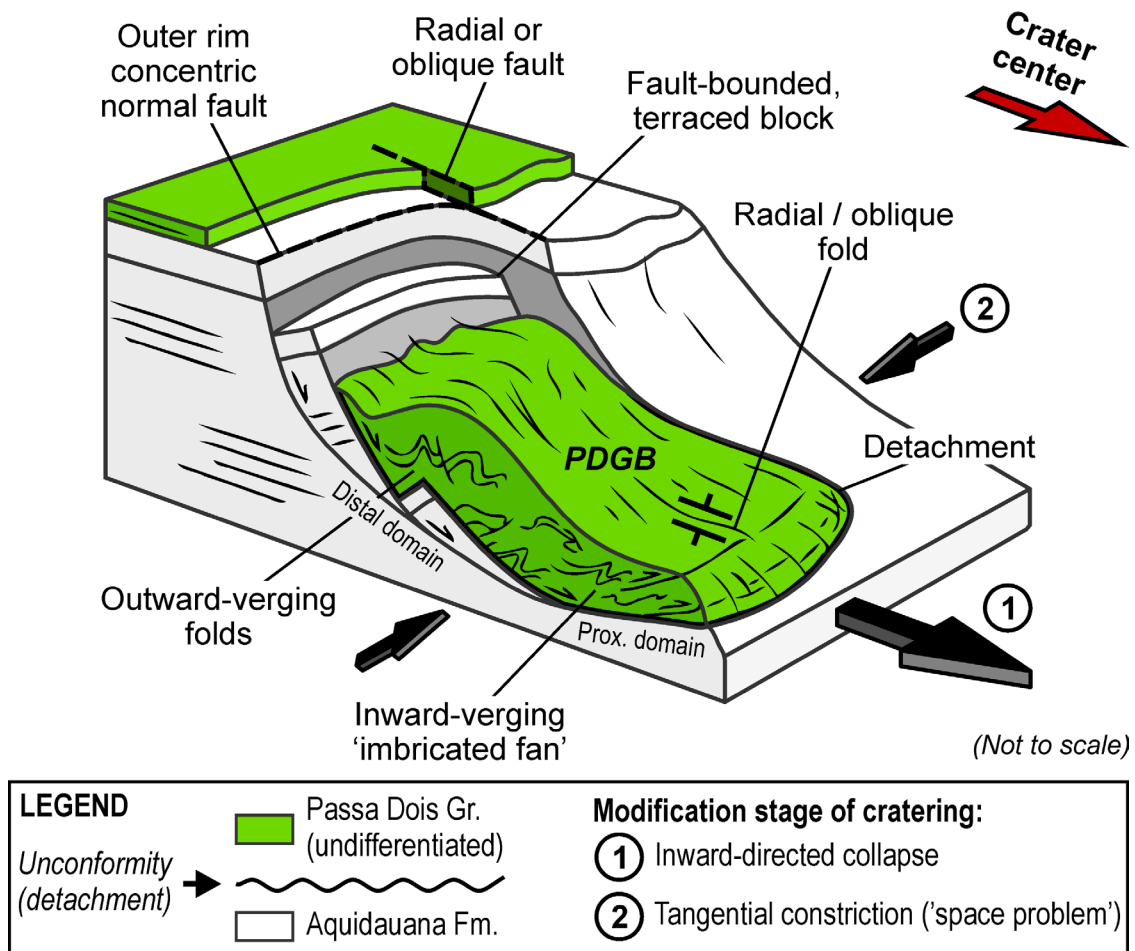 Outer rim
concentric
normal fault
Radial or
oblique fault
Fault-bounded,
terraced block
Crater
center
Radial / oblique
fold
2
Detachment
PDGB
Distal domain
Outward-verging
folds
Prox. domain
1
Inward-verging
‘imbricated fan’
(Not to scale)
LEGEND
Passa Dois Gr.
(undifferentiated)
Unconformity
(detachment)
Aquidauana Fm.
Modification stage of cratering:
1 Inward-directed collapse
2 Tangential constriction (’space problem’)